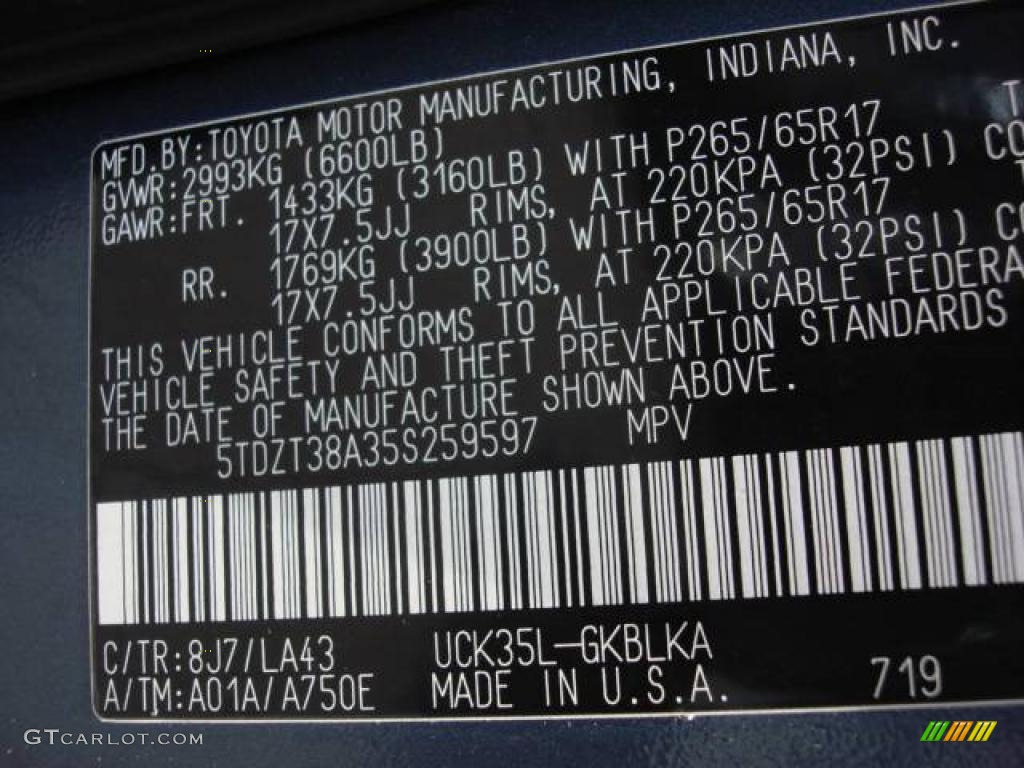 MFD.BY:TOYOTA MOTOR MANUFACTURING, INDIANA, INC.
GVWR:2993KG (6600LB)
GAWR:FRT. 1433KG (3160LB) WITH P265/65R17
17X7.5JJ RIMS, AT 220KPA (32PSI) CO
RR. 1769KG (3900LB) WITH P265/65R17
17X7.5JJ RIMS, AT 220KPA (32PSI) CO
THIS VEHICLE CONFORMS TO ALL APPLICABLE FEDERA
VEHICLE SAFETY AND THEFT PREVENTION STANDARDS
THE DATE OF MANUFACTURE SHOWN ABOVE.
5TDZT38A35S259597 MPV
C/TR:8J7/LA43 UCK35L-GKBLKA
A/TM:A01A/A750E MADE IN U.S.A. 719
GTCARLOT.COM